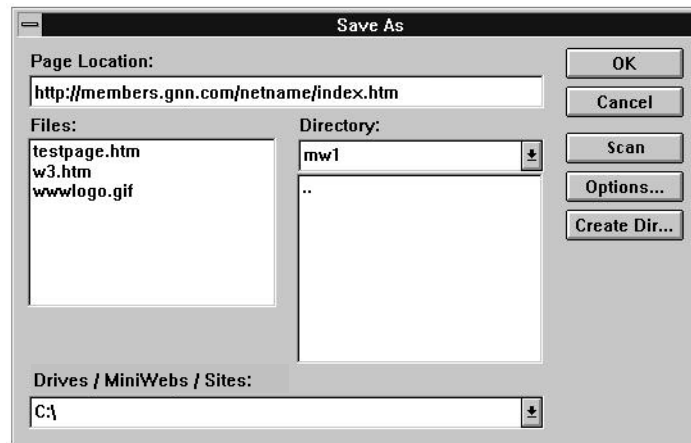 Save As
Page Location:
http://members.gnn.com/netname/index.htm
Files:
testpage.htm
w3.htm
wwwlogo.gif
Directory:
mw1
..
Drives / MiniWebs / Sites:
C:\
OK
Cancel
Scan
Options...
Create Dir...